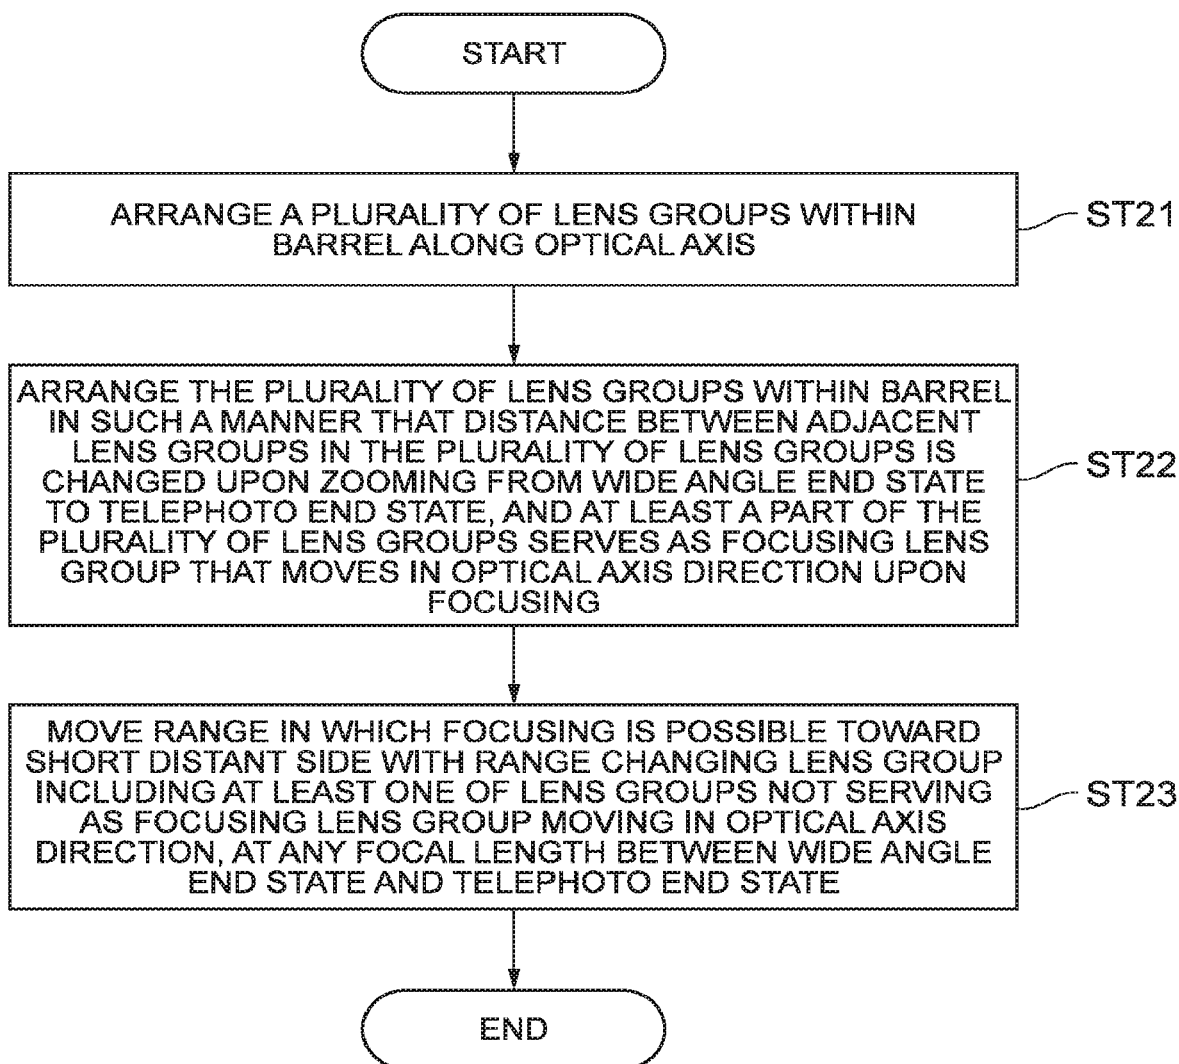 START
ARRANGE A PLURALITY OF LENS GROUPS WITHIN
BARREL ALONG OPTICAL AXIS
ST21
ARRANGE THE PLURALITY OF LENS GROUPS WITHIN BARREL
IN SUCH A MANNER THAT DISTANCE BETWEEN ADJACENT
LENS GROUPS IN THE PLURALITY OF LENS GROUPS IS
CHANGED UPON ZOOMING FROM WIDE ANGLE END STATE
TO TELEPHOTO END STATE, AND AT LEAST A PART OF THE
PLURALITY OF LENS GROUPS SERVES AS FOCUSING LENS
GROUP THAT MOVES IN OPTICAL AXIS DIRECTION UPON
FOCUSING
ST22
MOVE RANGE IN WHICH FOCUSING IS POSSIBLE TOWARD
SHORT DISTANT SIDE WITH RANGE CHANGING LENS GROUP
INCLUDING AT LEAST ONE OF LENS GROUPS NOT SERVING
AS FOCUSING LENS GROUP MOVING IN OPTICAL AXIS
DIRECTION, AT ANY FOCAL LENGTH BETWEEN WIDE ANGLE
END STATE AND TELEPHOTO END STATE
ST23
END